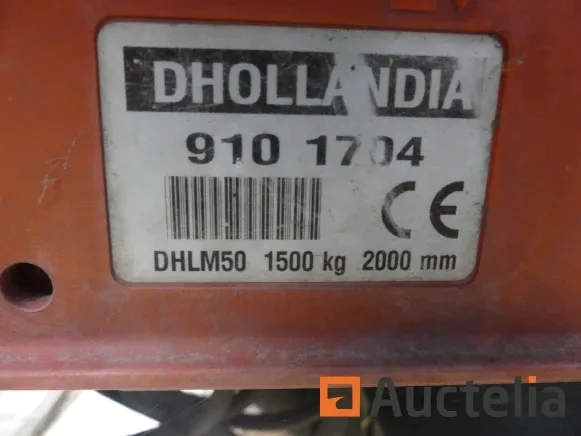 DHOLLANDIA
910 1704
CE
DHLM50 1500 kg 2000 mm
Auctelia